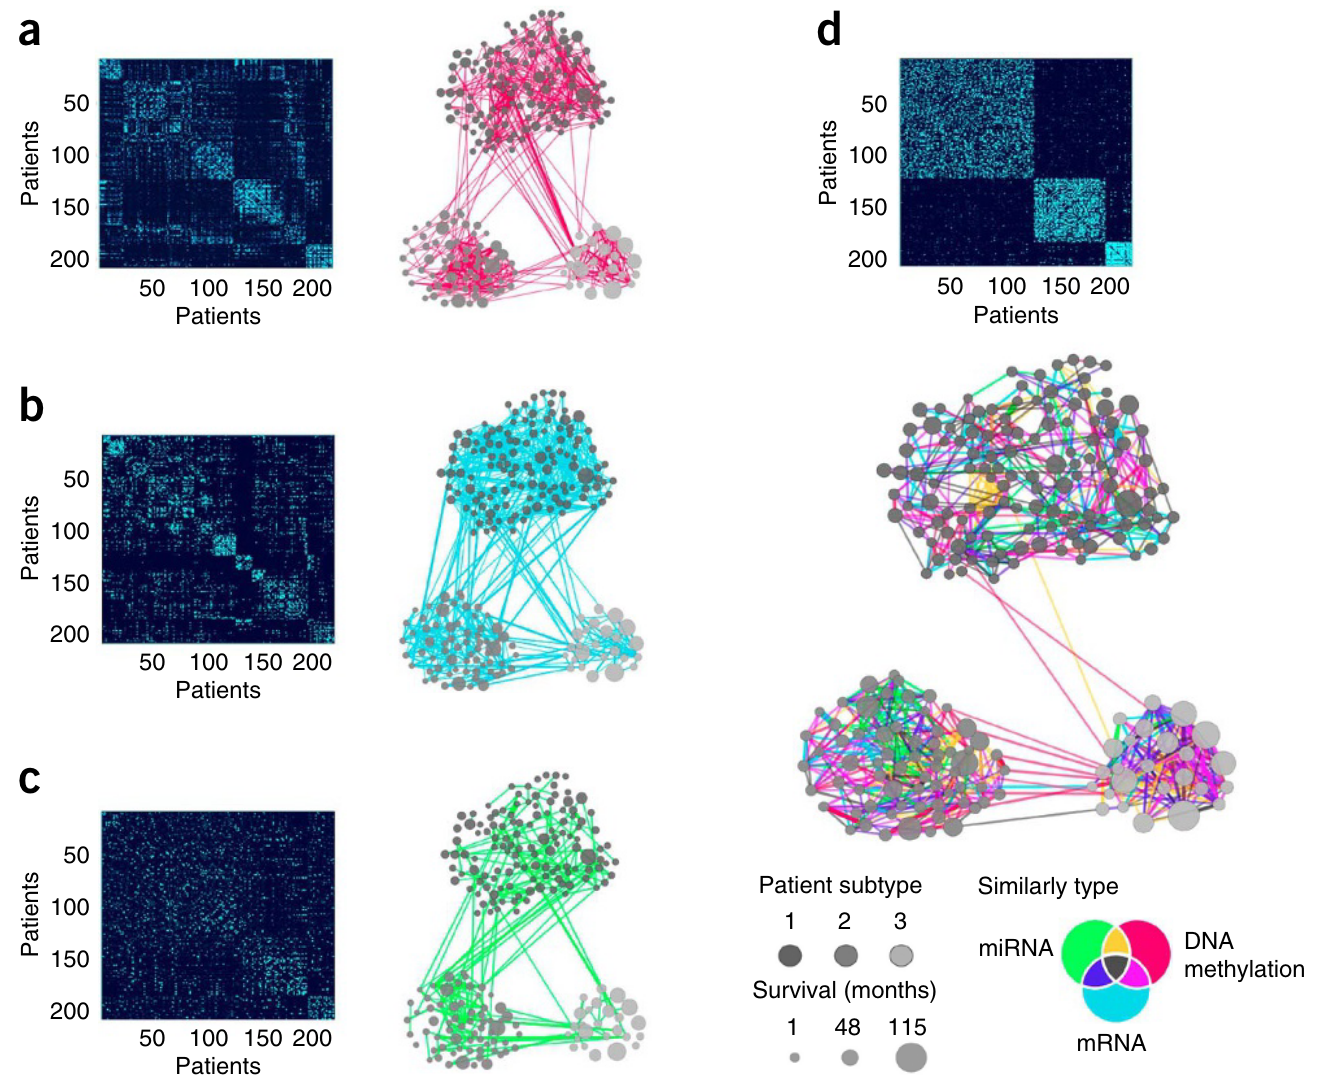 a
50
100
150
200
Patients
50 100 150 200
Patients
b
50
100
150
200
Patients
50 100 150 200
Patients
c
50
100
150
200
Patients
50 100 150 200
Patients
d
50
100
150
200
Patients
50 100 150 200
Patients
Patient subtype
1 2 3
Survival (months)
1 48 115
Similarly type
miRNA
DNA
methylation
mRNA